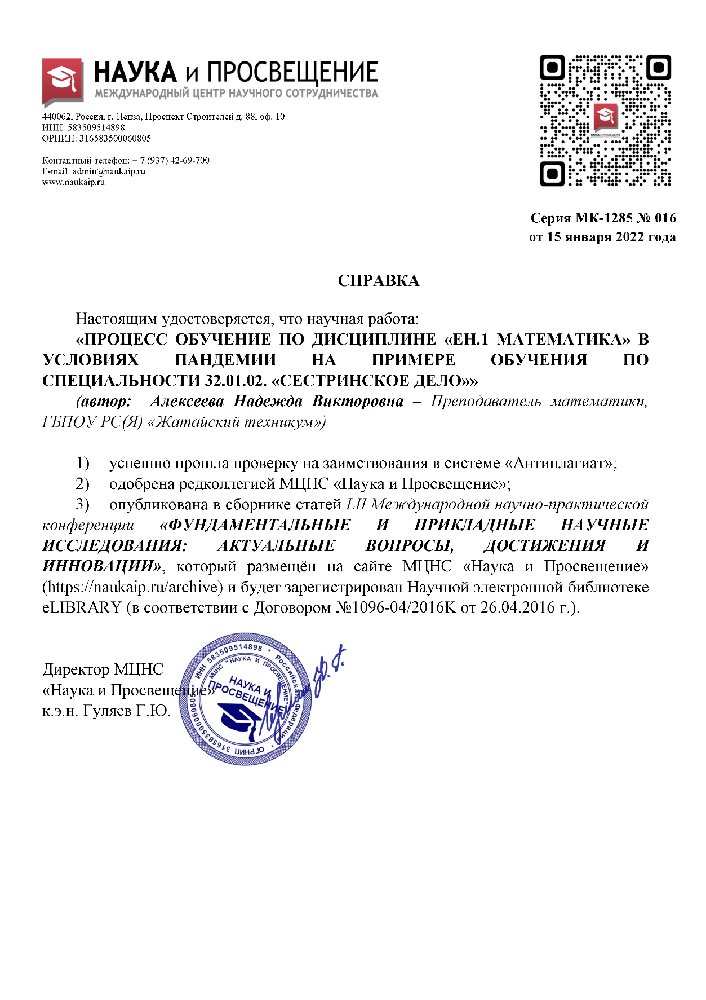 НАУКА и ПРОСВЕЩЕНИЕ
МЕЖДУНАРОДНЫЙ ЦЕНТР НАУЧНОГО СОТРУДНИЧЕСТВА
440062, Россия, г. Пенза, Проспект Строителей д. 88, оф. 10
ИНН: 583509514898
ОРНИП: 316583500060805
Контактный телефон: + 7 (937) 42-69-700
E-mail: admin@naukaip.ru
www.naukaip.ru
НАУКА и ПРОСВЕЩЕНИЕ
Серия МК-1285 № 016
от 15 января 2022 года
СПРАВКА
Настоящим удостоверяется, что научная работа:
«ПРОЦЕСС ОБУЧЕНИЕ ПО ДИСЦИПЛИНЕ «ЕН.1 МАТЕМАТИКА» В
УСЛОВИЯХ ПАНДЕМИИ НА ПРИМЕРЕ ОБУЧЕНИЯ ПО
СПЕЦИАЛЬНОСТИ 32.01.02. «СЕСТРИНСКОЕ ДЕЛО»»
(автор: Алексеева Надежда Викторовна – Преподаватель математики,
ГБПОУ РС(Я) «Жатайский техникум»)
1) успешно прошла проверку на заимствования в системе «Антиплагиат»;
2) одобрена редколлегией МЦНС «Наука и Просвещение»;
3) опубликована в сборнике статей LII Международной научно-практической
конференции «ФУНДАМЕНТАЛЬНЫЕ И ПРИКЛАДНЫЕ НАУЧНЫЕ
ИССЛЕДОВАНИЯ: АКТУАЛЬНЫЕ ВОПРОСЫ, ДОСТИЖЕНИЯ И
ИННОВАЦИИ», который размещён на сайте МЦНС «Наука и Просвещение»
(https://naukaip.ru/archive) и будет зарегистрирован Научной электронной библиотеке
eLIBRARY (в соответствии с Договором №1096-04/2016K от 26.04.2016 г.).
Директор МЦНС
«Наука и Просвещение»
к.э.н. Гуляев Г.Ю.
* ИНН 583509514898 * Российская Федерация * ОГРНИП 316583500060805
МЦНС "НАУКА И ПРОСВЕЩЕНИЕ"
НАУКА И
ПРОСВЕЩЕНИЕ